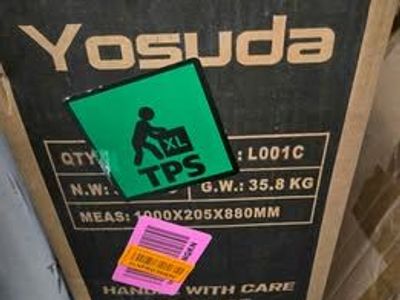 Yosuda
XL
TPS
QTY : L001C
N.W.: G.W.: 35.8 KG
MEAS: 1000X205X880MM
HANDLE WITH CARE